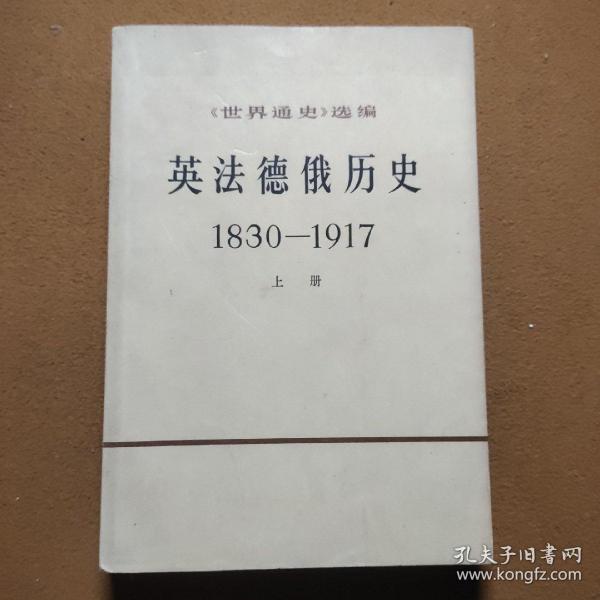 《世界通史》选编
英法德俄历史
1830—1917
上 册
孔夫子旧書网
www.kongfz.com